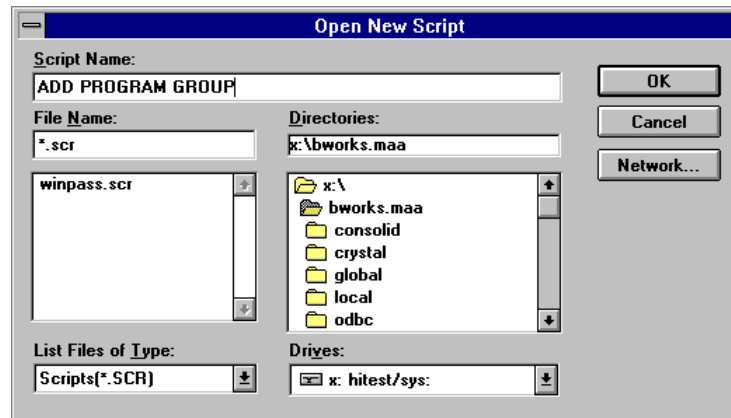 Open New Script
Script Name:
ADD PROGRAM GROUP
OK
File Name:
Directories:
Cancel
*.scr
x:\bworks.maa
Network...
winpass.scr
x:\
bworks.maa
consolid
crystal
global
local
odbc
List Files of Type:
Drives:
Scripts(*.SCR)
x: hitest/sys: